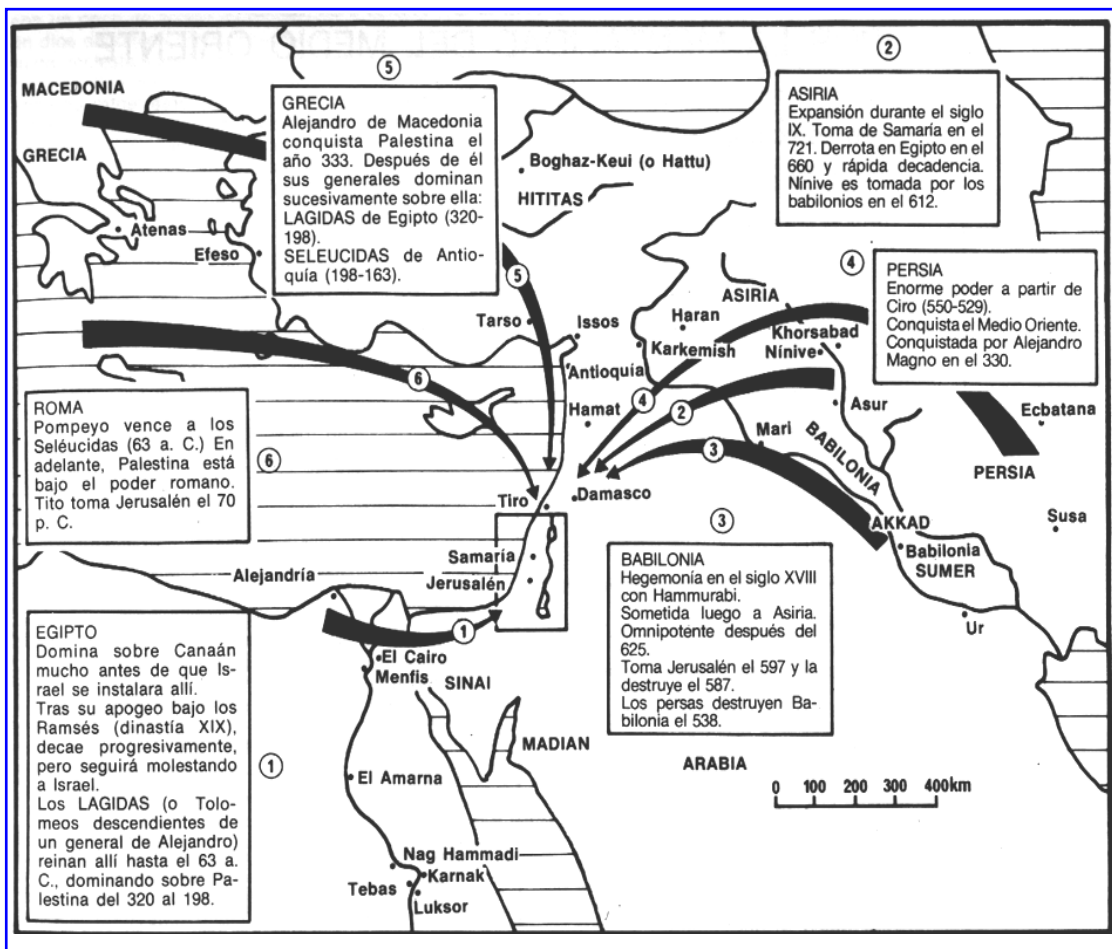 EL MEDIO ORIENTE
MACEDONIA
GRECIA
Atenas
Efeso
5
GRECIA
Alejandro de Macedonia
conquista Palestina el
año 333. Después de él
sus generales dominan
sucesivamente sobre ella:
LAGIDAS de Egipto (320-
198).
SELEUCIDAS de Antio-
quía (198-163).
Boghaz-Keui (o Hattu)
HITITAS
2
ASIRIA
Expansión durante el siglo
IX. Toma de Samaría en el
721. Derrota en Egipto en el
660 y rápida decadencia.
Nínive es tomada por los
babilonios en el 612.
4
PERSIA
Enorme poder a partir de
Ciro (550-529).
Conquista el Medio Oriente.
Conquistada por Alejandro
Magno en el 330.
5
Tarso
Issos
Antioquía
Hamat
ASIRIA
Haran
Karkemish
Khorsabad
Nínive
Asur
Mari
BABILONIA
Ecbatana
PERSIA
Susa
AKKAD
Babilonia
SUMER
Ur
6
4
2
3
ROMA
Pompeyo vence a los
Seléucidas (63 a. C.) En
adelante, Palestina está
bajo el poder romano.
Tito toma Jerusalén el 70
p. C.
6
Tiro
Damasco
Samaría
Jerusalén
Alejandría
1
El Cairo
Menfis
SINAI
MADIAN
ARABIA
3
BABILONIA
Hegemonía en el siglo XVIII
con Hammurabi.
Sometida luego a Asiria.
Omnipotente después del
625.
Toma Jerusalén el 597 y la
destruye el 587.
Los persas destruyen Ba-
bilonia el 538.
EGIPTO
Domina sobre Canaán
mucho antes de que Is-
rael se instalara allí.
Tras su apogeo bajo los
Ramsés (dinastía XIX),
decae progresivamente,
pero seguirá molestando
a Israel.
Los LAGIDAS (o Tolo-
meos descendientes de
un general de Alejandro)
reinan allí hasta el 63 a.
C., dominando sobre Pa-
lestina del 320 al 198.
1
El Amarna
Nag Hammadi
Karnak
Tebas
Luksor
0 100 200 300 400km